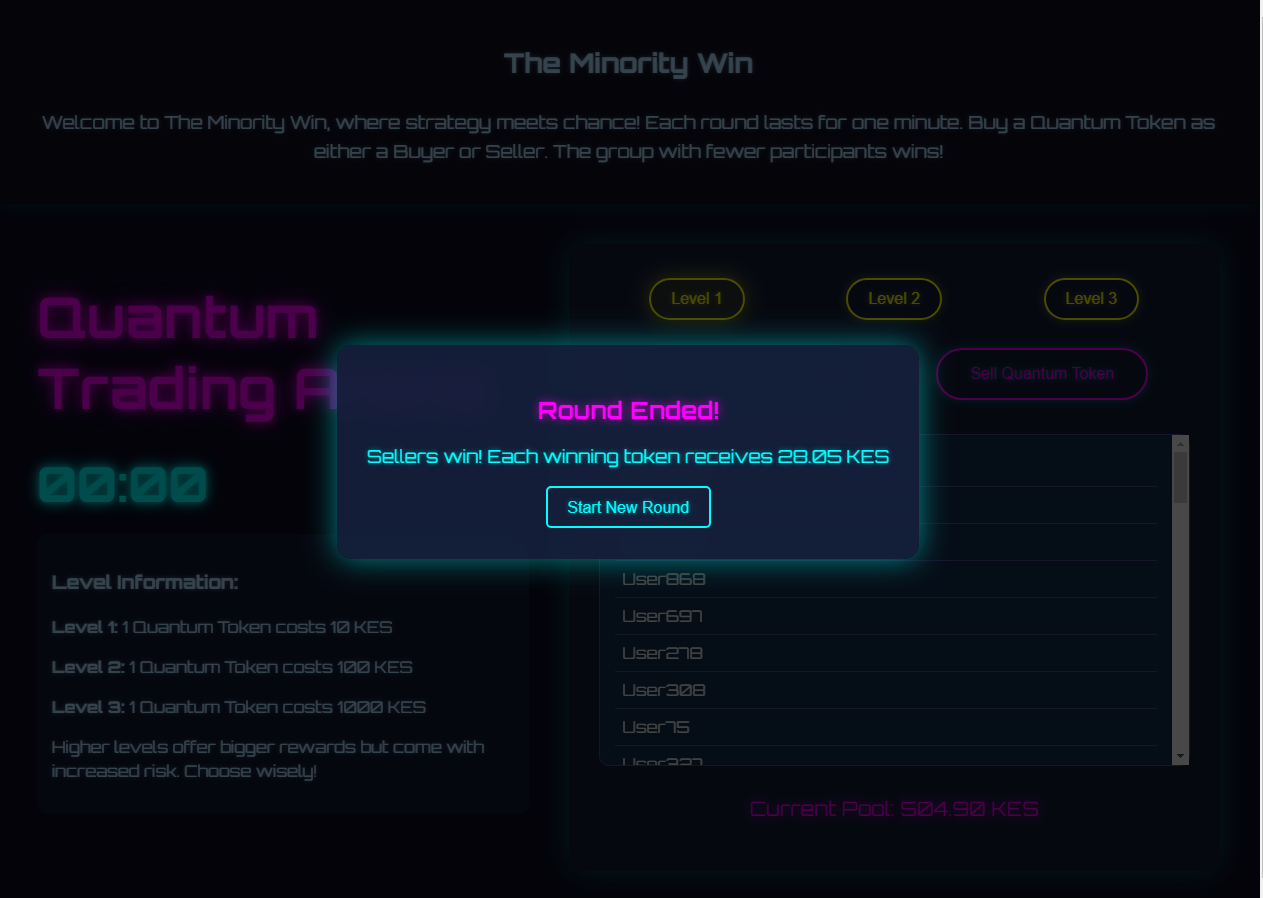 The Minority Win
Welcome to The Minority Win, where strategy meets chance! Each round lasts for one minute. Buy a Quantum Token as
either a Buyer or Seller. The group with fewer participants wins!
Quantum
Trading A
00:00
Level Information:
Level 1: 1 Quantum Token costs 10 KES
Level 2: 1 Quantum Token costs 100 KES
Level 3: 1 Quantum Token costs 1000 KES
Higher levels offer bigger rewards but come with
increased risk. Choose wisely!
Level 1
Level 2
Level 3
Sell Quantum Token
Round Ended!
Sellers win! Each winning token receives 28.05 KES
Start New Round
User868
User697
User278
User308
User75
User327
Current Pool: 504.90 KES